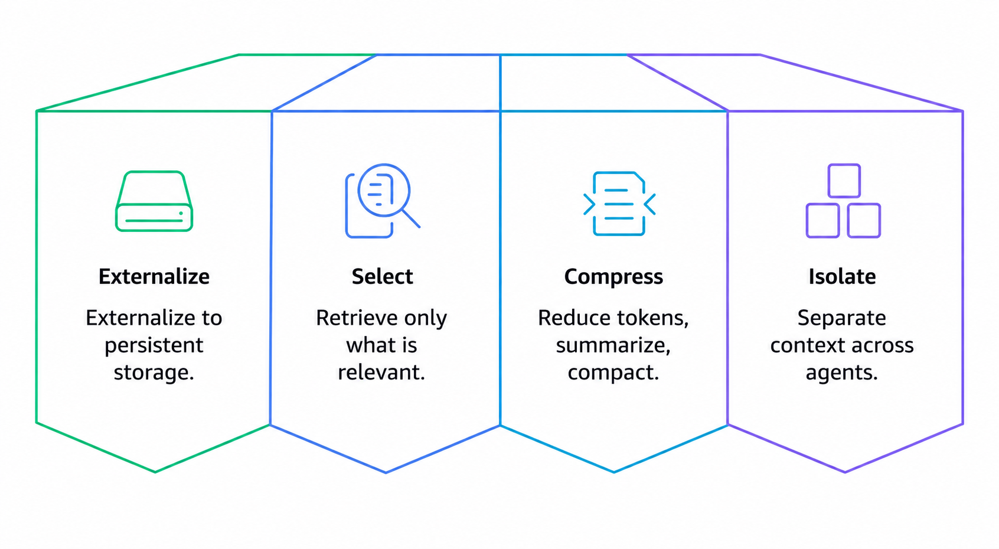 Externalize
Externalize to
persistent
storage.
Select
Retrieve only
what is
relevant.
Compress
Reduce tokens,
summarize,
compact.
Isolate
Separate
context across
agents.